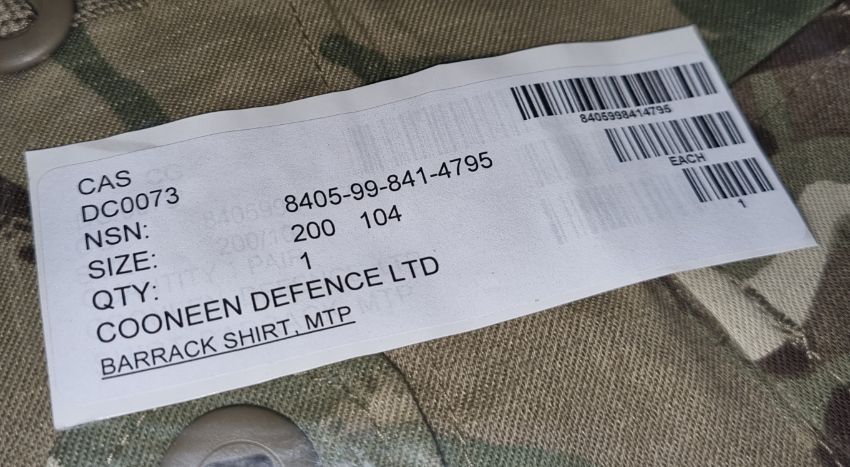 CAS
DC0073
NSN: 8405-99-841-4795
SIZE: 200 104
QTY: 1
COONEEN DEFENCE LTD
BARRACK SHIRT, MTP
8405998414795
EACH
1